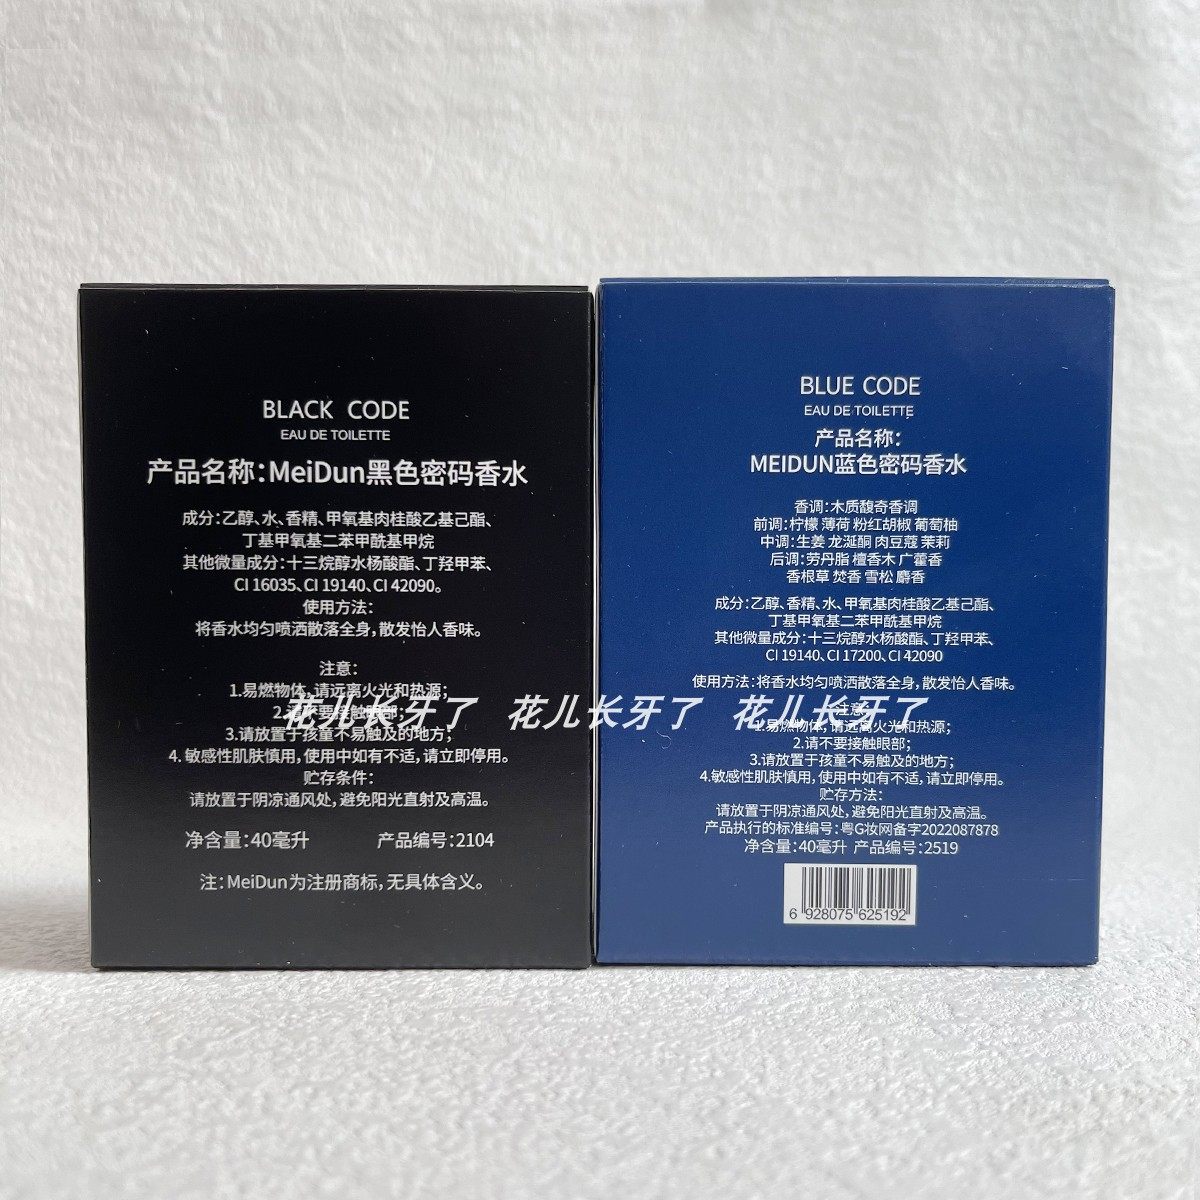 BLACK CODE
EAU DE TOILETTE
产品名称:MeiDun黑色密码香水
成分:乙醇、水、香精、甲氧基肉桂酸乙基己酯、
丁基甲氧基二苯甲酰基甲烷
其他微量成分:十三烷醇水杨酸酯、丁羟甲苯、
CI 16035、CI 19140、CI 42090。
使用方法:
将香水均匀喷洒散落全身,散发怡人香味。
注意:
1.易燃物体,请远离火光和热源;
2.请不要接触眼部;
3.请放置于孩童不易触及的地方;
4.敏感性肌肤慎用,使用中如有不适,请立即停用。
贮存条件:
请放置于阴凉通风处,避免阳光直射及高温。
净含量:40毫升 产品编号:2104
注:MeiDun为注册商标,无具体含义。
BLUE CODE
EAU DE TOILETTE
产品名称:
MEIDUN蓝色密码香水
香调:木质馥奇香调
前调:柠檬 薄荷 粉红胡椒 葡萄柚
中调:生姜 龙涎酮 肉豆蔻 茉莉
后调:劳丹脂 檀香木 广藿香
香根草 焚香 雪松 麝香
成分:乙醇、香精、水、甲氧基肉桂酸乙基己酯、
丁基甲氧基二苯甲酰基甲烷
其他微量成分:十三烷醇水杨酸酯、丁羟甲苯、
CI 19140、CI 17200、CI 42090
使用方法:将香水均匀喷洒散落全身,散发怡人香味。
注意:
1.易燃物体,请远离火光和热源;
2.请不要接触眼部;
3.请放置于孩童不易触及的地方;
4.敏感性肌肤慎用,使用中如有不适,请立即停用。
贮存方法:
请放置于阴凉通风处,避免阳光直射及高温。
产品执行的标准编号:粤G妆网备字2022087878
净含量:40毫升 产品编号:2519
6 928075 625192
花儿长牙了 花儿长牙了 花儿长牙了